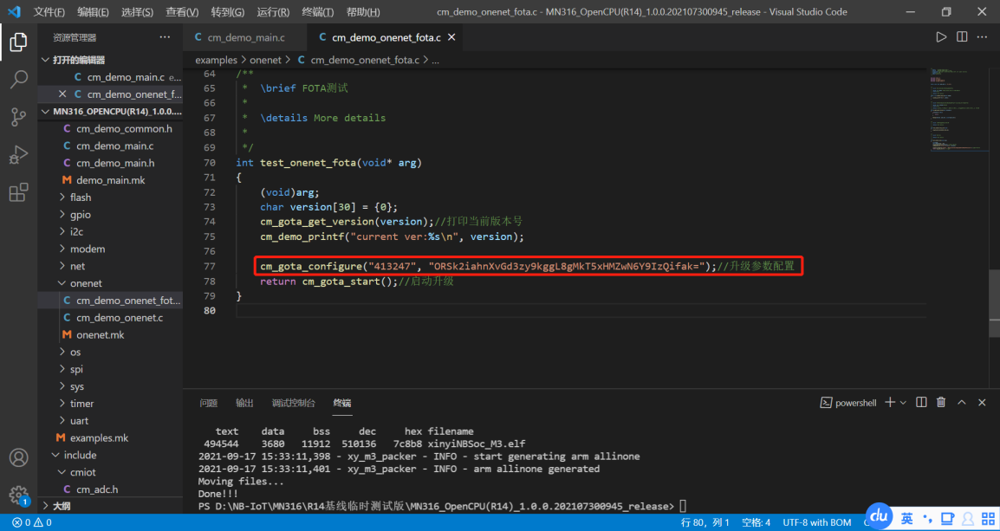 文件(F) 编辑(E) 选择(S) 查看(V) 转到(G) 运行(R) 终端(T) 帮助(H) cm_demo_onenet_fota.c - MN316_OpenCPU(R14)_1.0.0.202107300945_release - Visual Studio Code
资源管理器
打开的编辑器
cm_demo_main.c e...
cm_demo_onenet_f...
MN316_OPENCPU(R14)_1.0.0....
cm_demo_common.h
cm_demo_main.c
cm_demo_main.h
demo_main.mk
flash
gpio
i2c
modem
net
onenet
cm_demo_onenet_fot...
cm_demo_onenet.c
onenet.mk
os
spi
sys
timer
uart
examples.mk
include
cmiot
cm_adc.h
大纲
cm_demo_main.c cm_demo_onenet_fota.c
examples > onenet > C cm_demo_onenet_fota.c > ...
64 /**
65 * \brief FOTA测试
66 *
67 * \details More details
68 *
69 */
70 int test_onenet_fota(void* arg)
71 {
72 (void)arg;
73 char version[30] = {0};
74 cm_gota_get_version(version);//打印当前版本号
75 cm_demo_printf("current ver:%s\n", version);
76
77 cm_gota_configure("413247", "ORSk2iahnXvGd3zy9kggL8gMkT5xHMZwN6Y9IzQifak=");//升级参数配置
78 return cm_gota_start();//启动升级
79 }
80
问题 输出 调试控制台 终端 powershell
text data bss dec hex filename
494544 3680 11912 510136 7c8b8 xinyiNBSoc_M3.elf
2021-09-17 15:33:11,398 - xy_m3_packer - INFO - start generating arm allinone
2021-09-17 15:33:11,401 - xy_m3_packer - INFO - arm allinone generated
Moving files...
Done!!!
PS D:\NB-IoT\MN316\R14基线临时测试版\MN316_OpenCPU(R14)_1.0.0.202107300945_release>
1
0 0 行 80，列 1 空格: 4 UTF-8 with BOM
du 英